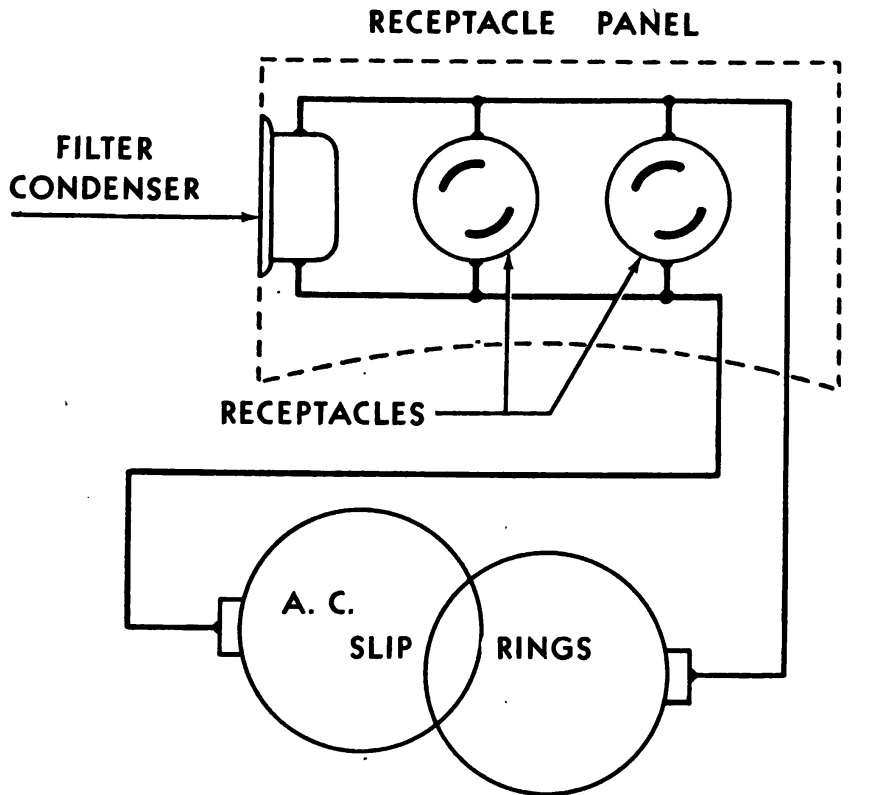 RECEPTACLE PANEL
FILTER
CONDENSER
RECEPTACLES
A. C.
SLIP RINGS